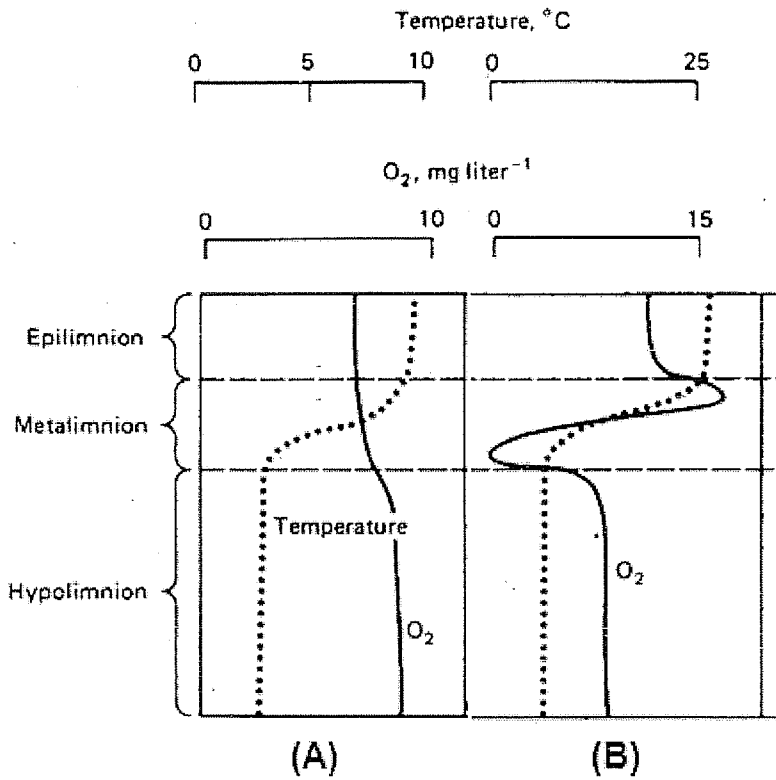 Temperature, °C
0 5 10 0 25
O₂, mg liter⁻¹
0 10 0 15
Epilimnion
Metalimnion
Temperature
Hypolimnion
O₂
O₂
(A) (B)